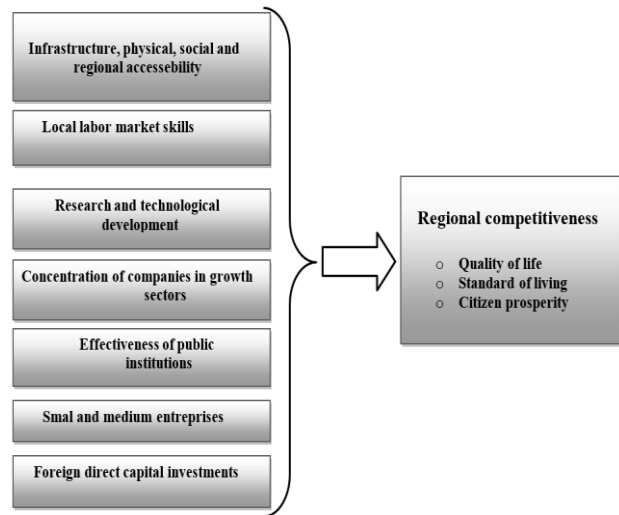 Infrastructure, physical, social and
regional accessebility
Local labor market skills
Research and technological
development
Concentration of companies in growth
sectors
Effectiveness of public
institutions
Smal and medium entreprises
Foreign direct capital investments
Regional competitiveness
○ Quality of life
○ Standard of living
○ Citizen prosperity